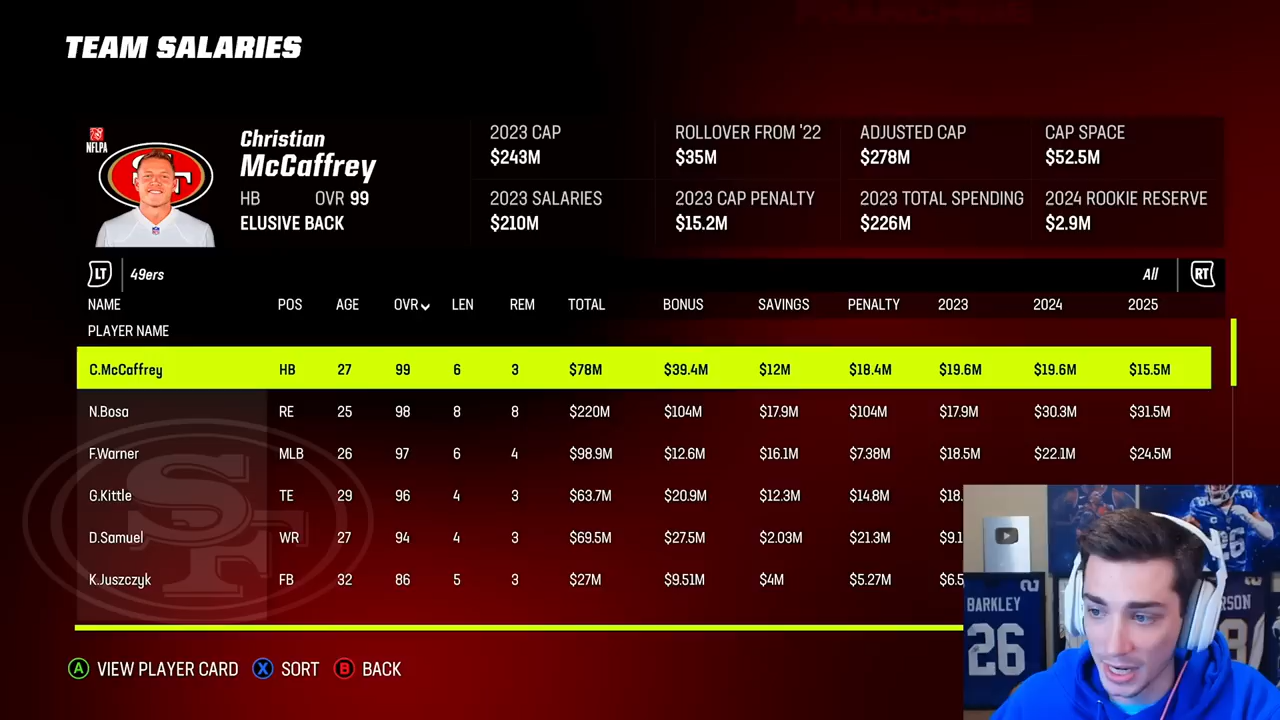 TEAM SALARIES
NFLPA
Christian
McCaffrey
HB OVR 99
ELUSIVE BACK
2023 CAP ROLLOVER FROM '22 ADJUSTED CAP CAP SPACE
$243M $35M $278M $52.5M
2023 SALARIES 2023 CAP PENALTY 2023 TOTAL SPENDING 2024 ROOKIE RESERVE
$210M $15.2M $226M $2.9M
LT 49ers All RT
NAME POS AGE OVR LEN REM TOTAL BONUS SAVINGS PENALTY 2023 2024 2025
PLAYER NAME
C.McCaffrey HB 27 99 6 3 $78M $39.4M $12M $18.4M $19.6M $19.6M $15.5M
N.Bosa RE 25 98 8 8 $220M $104M $17.9M $104M $17.9M $30.3M $31.5M
F.Warner MLB 26 97 6 4 $98.9M $12.6M $16.1M $7.38M $18.5M $22.1M $24.5M
G.Kittle TE 29 96 4 3 $63.7M $20.9M $12.3M $14.8M $18.
D.Samuel WR 27 94 4 3 $69.5M $27.5M $2.03M $21.3M $9.1
K.Juszczyk FB 32 86 5 3 $27M $9.51M $4M $5.27M $6.5
SF
26
BARKLEY
26
RSON
A VIEW PLAYER CARD X SORT B BACK